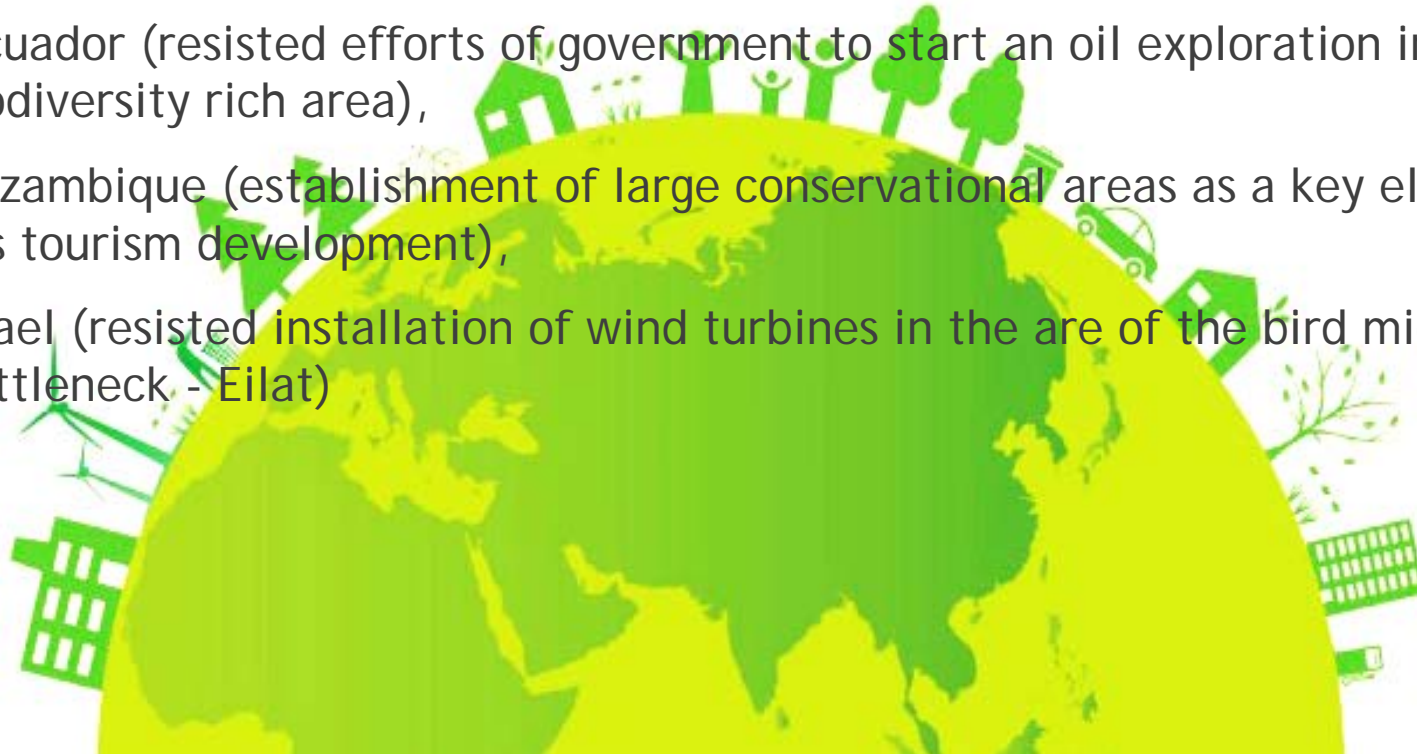 cuador (resisted efforts of government to start an oil exploration in
odiversity rich area),
zambique (establishment of large conservational areas as a key el
s tourism development),
ael (resisted installation of wind turbines in the are of the bird mi
ttleneck - Eilat)